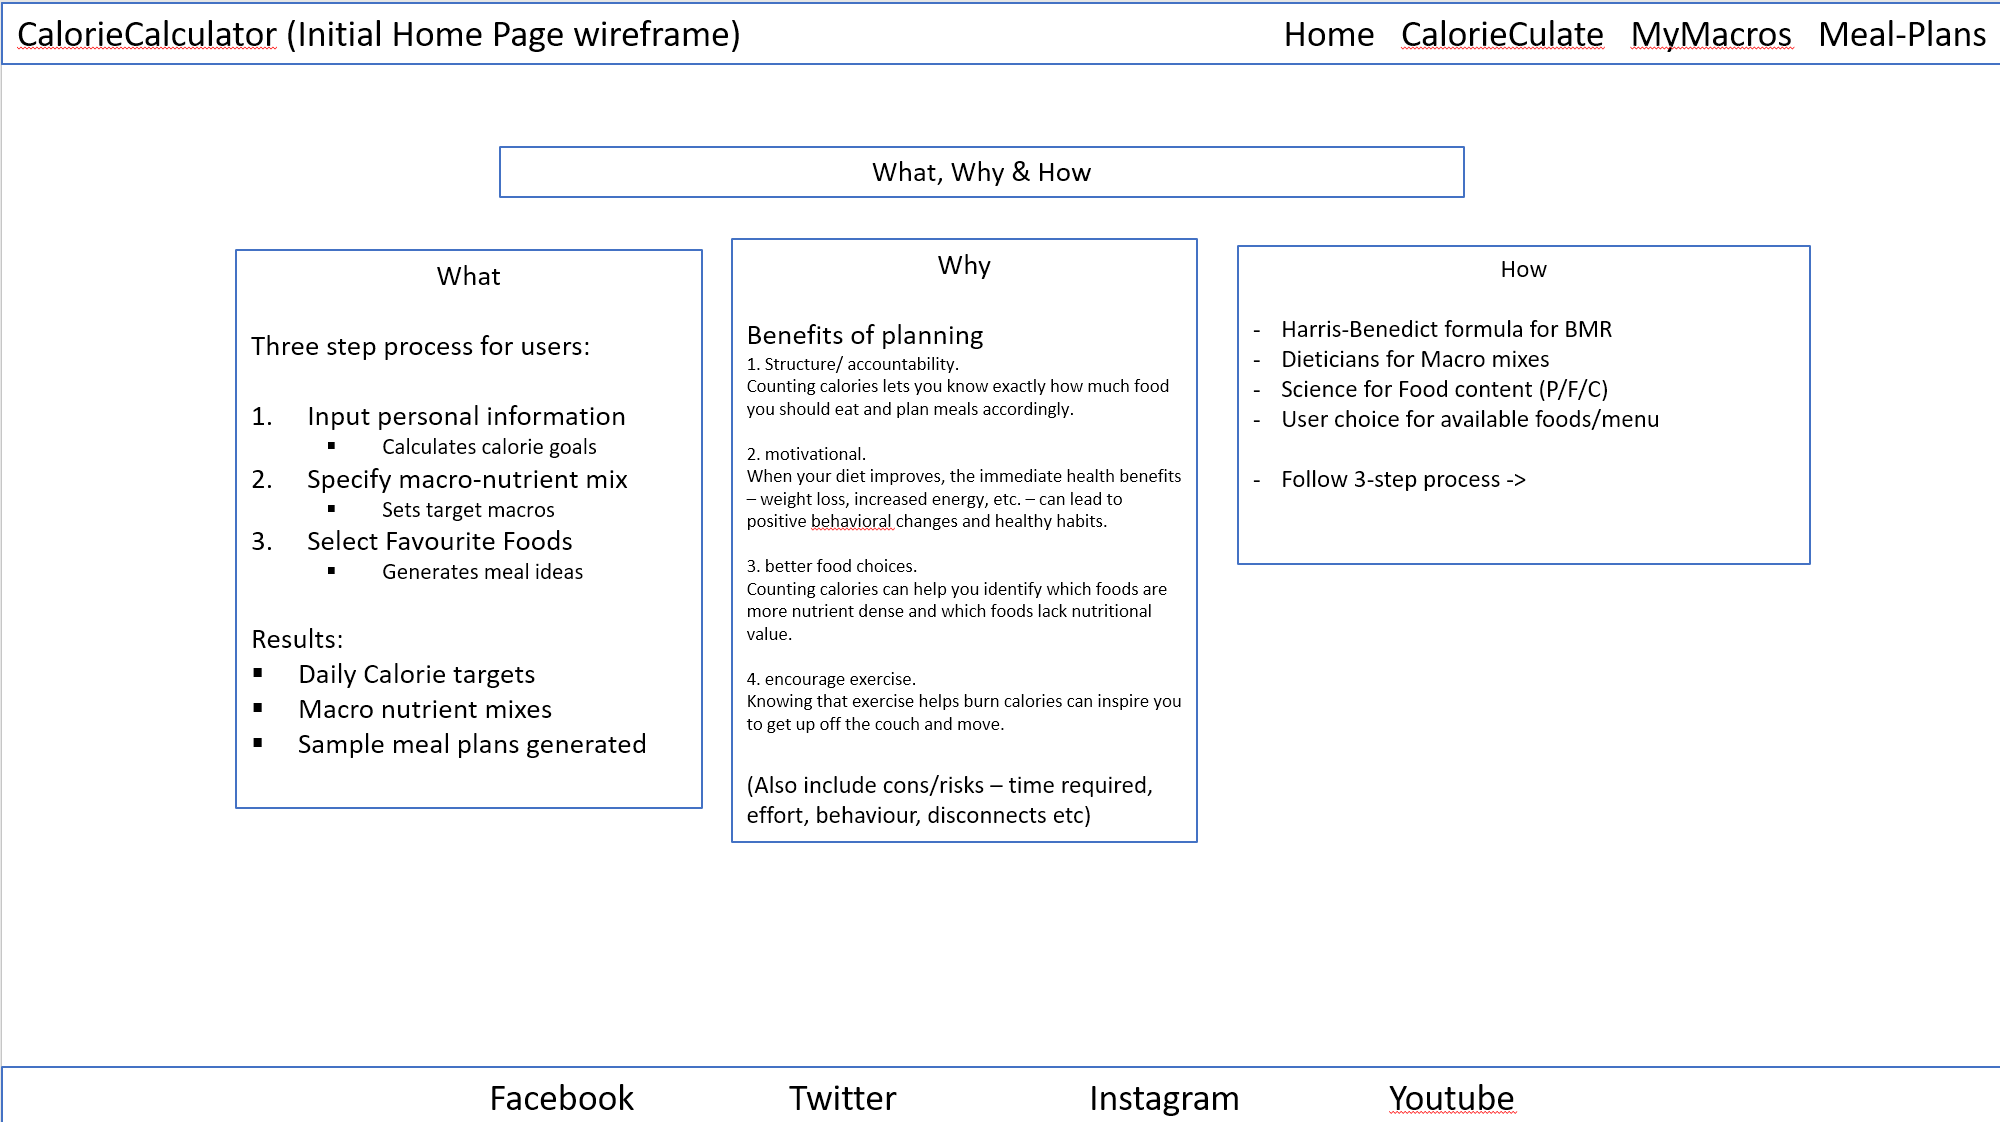 CalorieCalculator (Initial Home Page wireframe)
Home CalorieCulate MyMacros Meal-Plans
What, Why & How
What
Three step process for users:
1. Input personal information
▪ Calculates calorie goals
2. Specify macro-nutrient mix
▪ Sets target macros
3. Select Favourite Foods
▪ Generates meal ideas
Results:
▪ Daily Calorie targets
▪ Macro nutrient mixes
▪ Sample meal plans generated
Why
Benefits of planning
1. Structure/ accountability.
Counting calories lets you know exactly how much food
you should eat and plan meals accordingly.
2. motivational.
When your diet improves, the immediate health benefits
– weight loss, increased energy, etc. – can lead to
positive behavioral changes and healthy habits.
3. better food choices.
Counting calories can help you identify which foods are
more nutrient dense and which foods lack nutritional
value.
4. encourage exercise.
Knowing that exercise helps burn calories can inspire you
to get up off the couch and move.
(Also include cons/risks – time required,
effort, behaviour, disconnects etc)
How
- Harris-Benedict formula for BMR
- Dieticians for Macro mixes
- Science for Food content (P/F/C)
- User choice for available foods/menu
- Follow 3-step process ->
Facebook Twitter Instagram Youtube